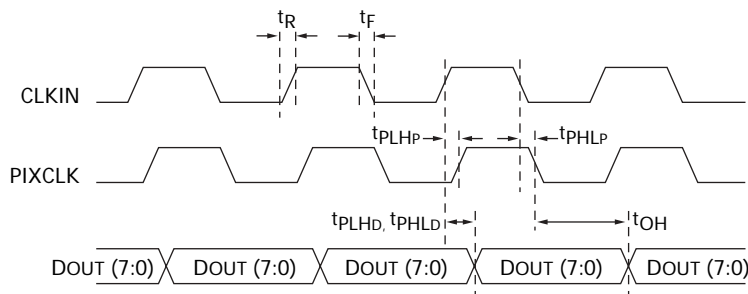 tR
tF
CLKIN
tPLHP
tPHLP
PIXCLK
tPLHD, tPHLD
tOH
DOUT (7:0)
DOUT (7:0)
DOUT (7:0)
DOUT (7:0)
DOUT (7:0)